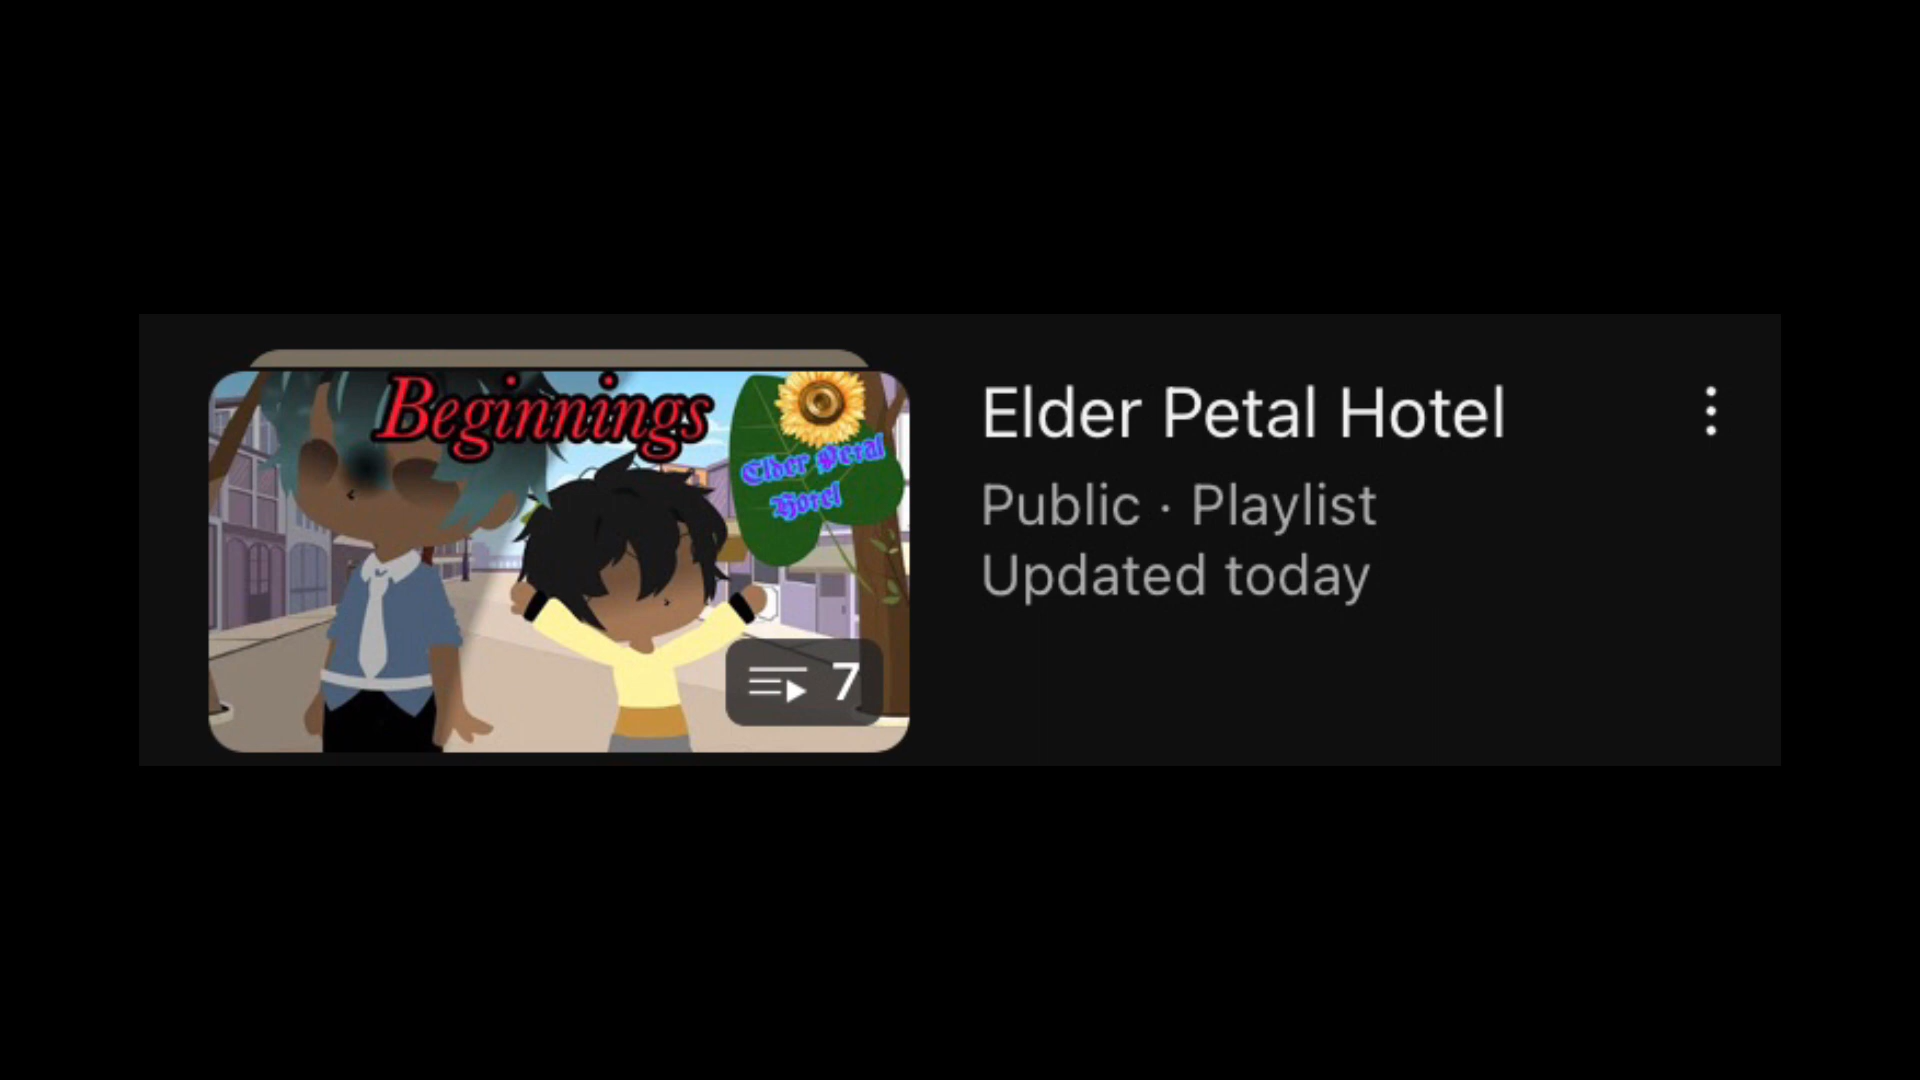 Beginnings
Elder Petal
Hotel
7
Elder Petal Hotel
Public · Playlist
Updated today